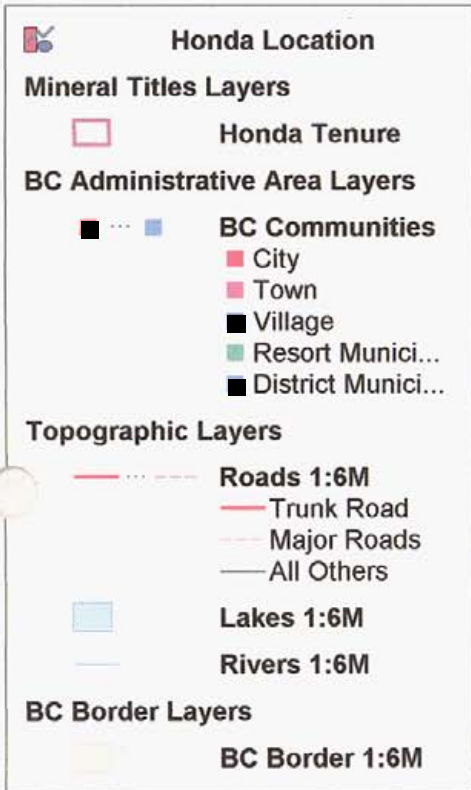 Honda Location
Mineral Titles Layers
Honda Tenure
BC Administrative Area Layers
... BC Communities
City
Town
Village
Resort Munici...
District Munici...
Topographic Layers
... Roads 1:6M
Trunk Road
Major Roads
All Others
Lakes 1:6M
Rivers 1:6M
BC Border Layers
BC Border 1:6M